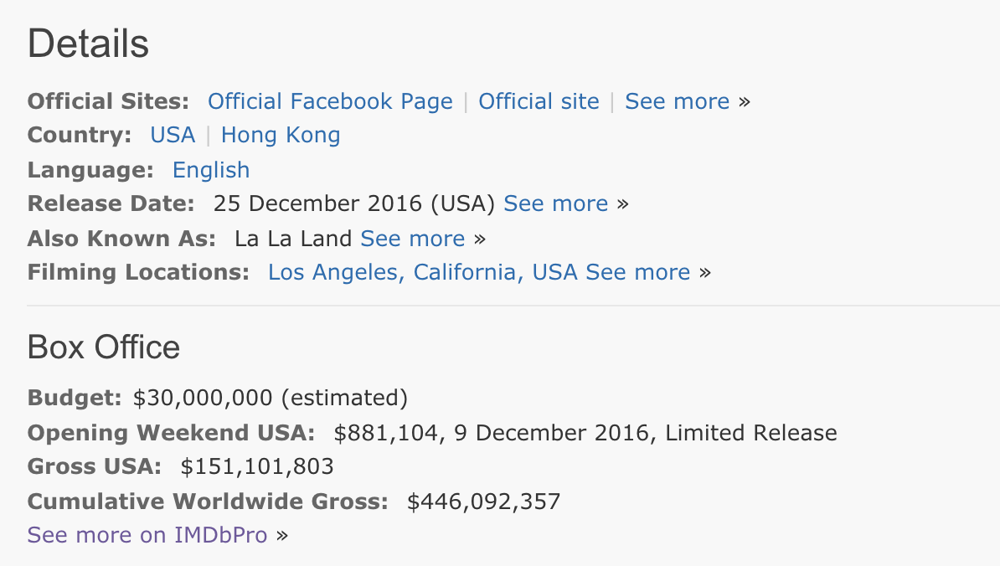 Details
Official Sites: Official Facebook Page | Official site | See more »
Country: USA | Hong Kong
Language: English
Release Date: 25 December 2016 (USA) See more »
Also Known As: La La Land See more »
Filming Locations: Los Angeles, California, USA See more »
Box Office
Budget: $30,000,000 (estimated)
Opening Weekend USA: $881,104, 9 December 2016, Limited Release
Gross USA: $151,101,803
Cumulative Worldwide Gross: $446,092,357
See more on IMDbPro »